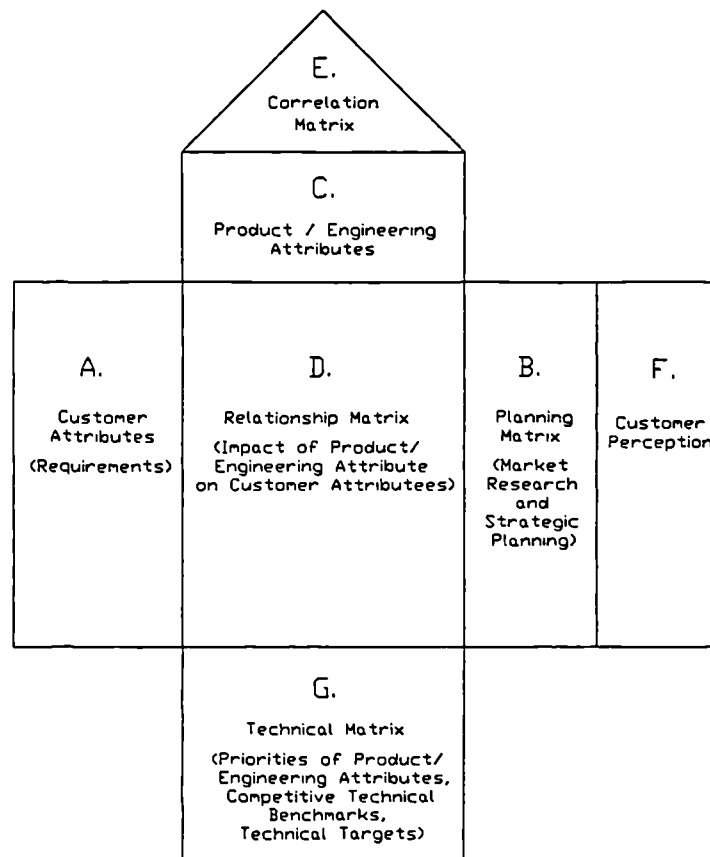 E.
Correlation
Matrix
C.
Product / Engineering
Attributes
A.
Customer
Attributes
(Requirements)
D.
Relationship Matrix
(Impact of Product/
Engineering Attribute
on Customer Attributees)
B.
Planning
Matrix
(Market
Research
and
Strategic
Planning)
F.
Customer
Perception
G.
Technical Matrix
(Priorities of Product/
Engineering Attributes,
Competitive Technical
Benchmarks,
Technical Targets)